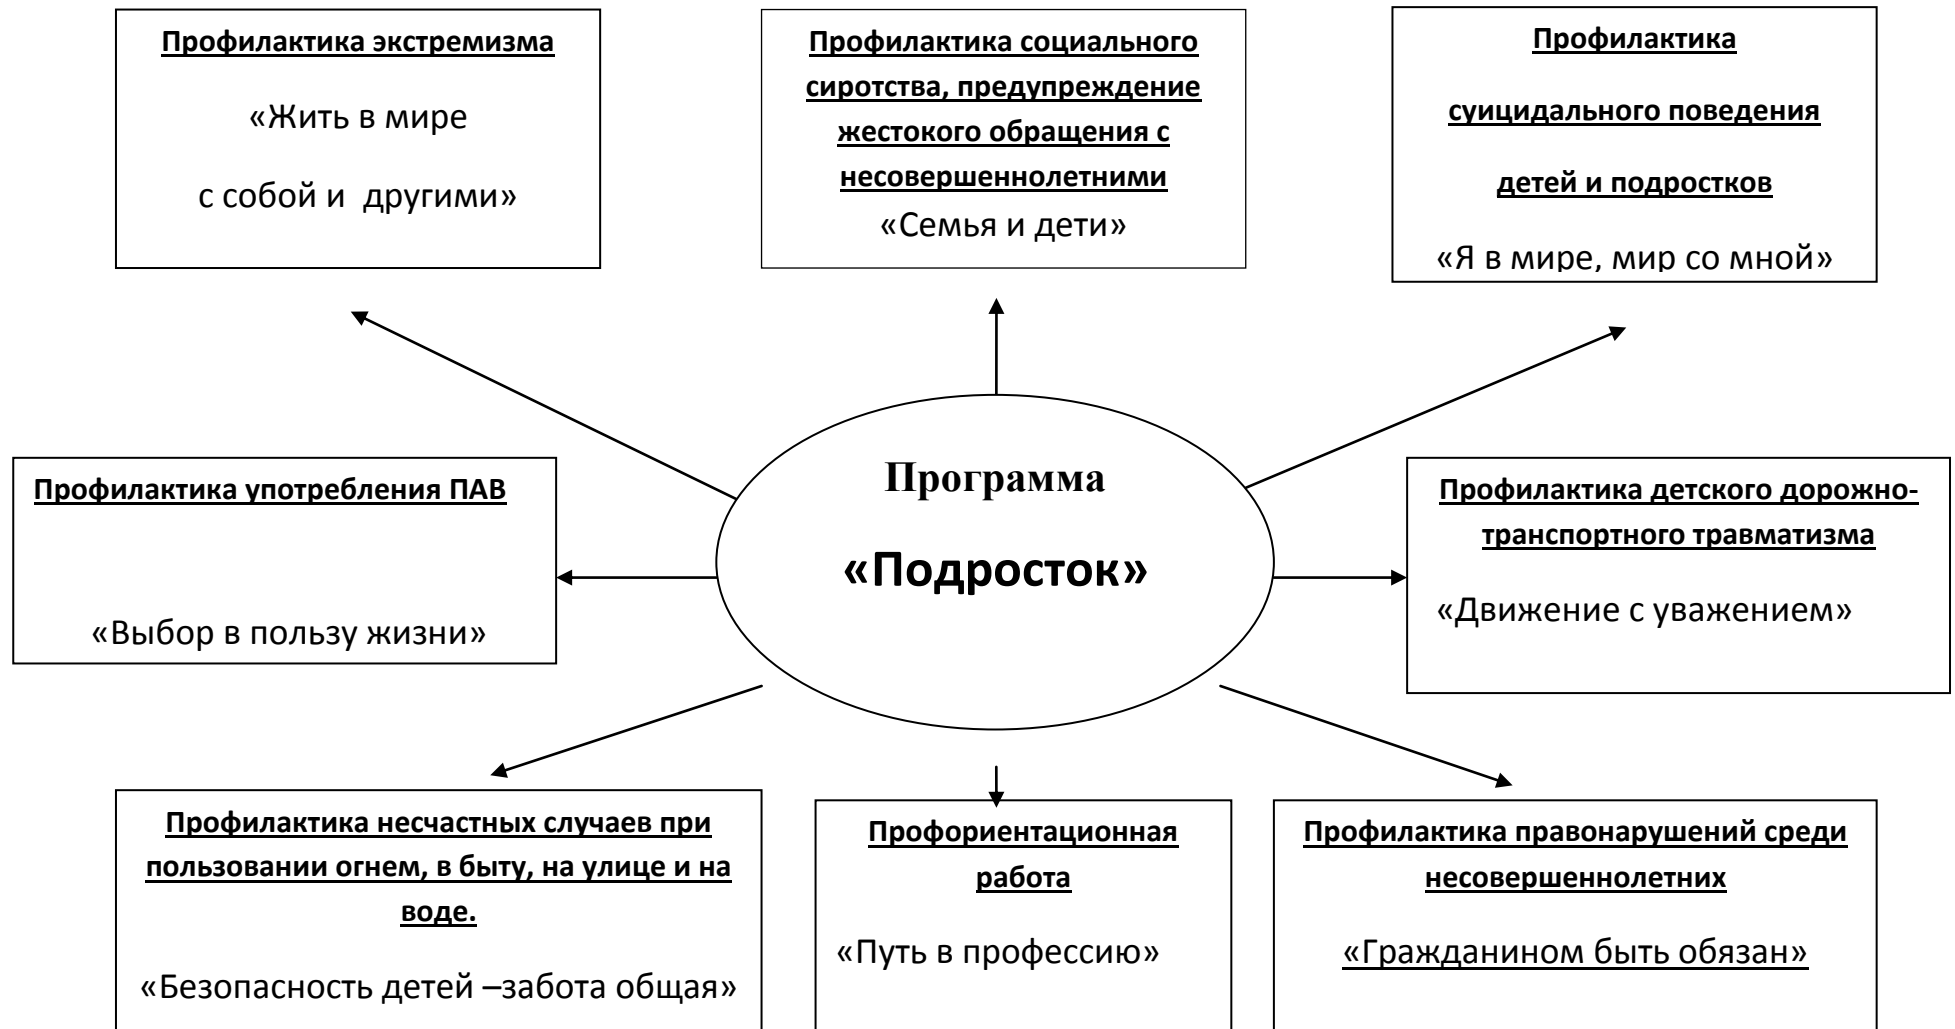 Профилактика экстремизма
«Жить в мире
с собой и  другими»
Профилактика социального
сиротства, предупреждение
жестокого обращения с
несовершеннолетними
«Семья и дети»
Профилактика
суицидального поведения
детей и подростков
«Я в мире, мир со мной»
Профилактика употребления ПАВ
«Выбор в пользу жизни»
Программа
«Подросток»
Профилактика детского дорожно-
транспортного травматизма
«Движение с уважением»
Профилактика несчастных случаев при
пользовании огнем, в быту, на улице и на
воде.
«Безопасность детей –забота общая»
Профориентационная
работа
«Путь в профессию»
Профилактика правонарушений среди
несовершеннолетних
«Гражданином быть обязан»